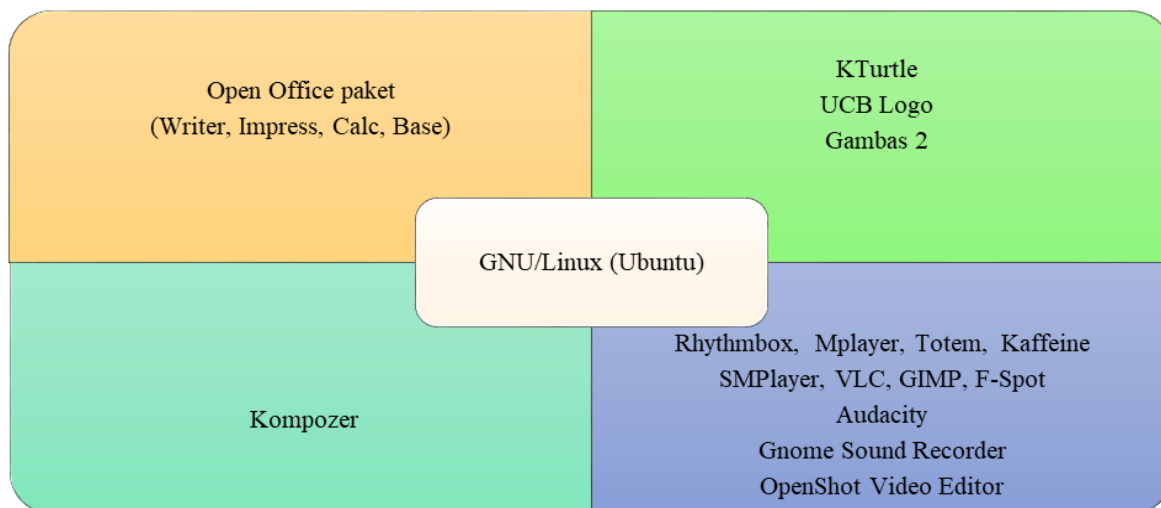 Open Office paket
(Writer, Impress, Calc, Base)
KTurtle
UCB Logo
Gambas 2
GNU/Linux (Ubuntu)
Kompozer
Rhythmbox, Mplayer, Totem, Kaffeine
SMPlayer, VLC, GIMP, F-Spot
Audacity
Gnome Sound Recorder
OpenShot Video Editor